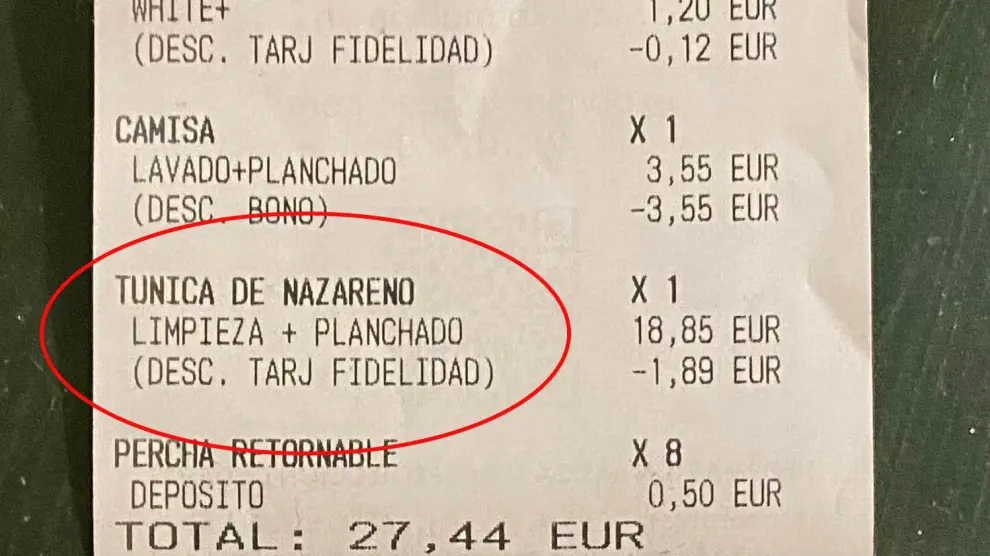 WHITE+ 1,20 EUR
(DESC. TARJ FIDELIDAD) -0,12 EUR
CAMISA X 1
LAVADO+PLANCHADO 3,55 EUR
(DESC. BONO) -3,55 EUR
TUNICA DE NAZARENO X 1
LIMPIEZA + PLANCHADO 18,85 EUR
(DESC. TARJ FIDELIDAD) -1,89 EUR
PERCHA RETORNABLE X 8
DEPOSITO 0,50 EUR
TOTAL: 27,44 EUR